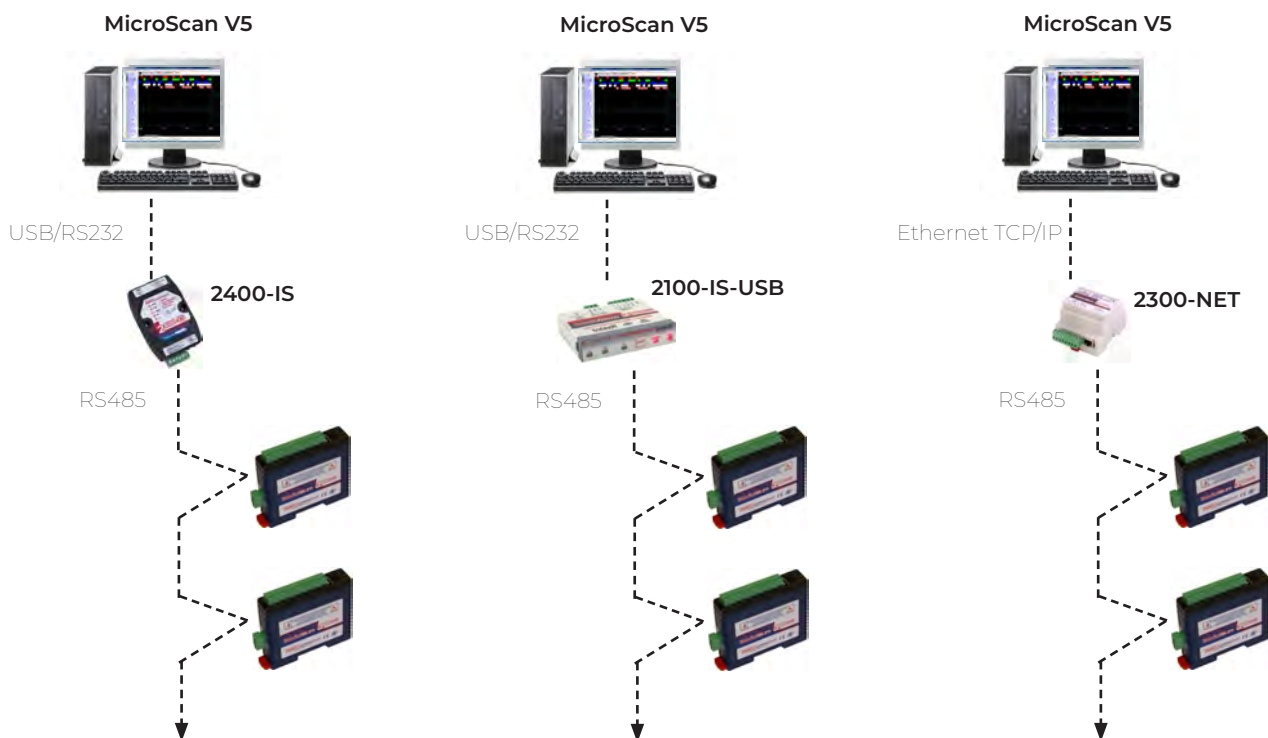 MicroScan V5
MicroScan V5
MicroScan V5
USB/RS232
USB/RS232
Ethernet TCP/IP
2400-IS
2100-IS-USB
2300-NET
RS485
RS485
RS485